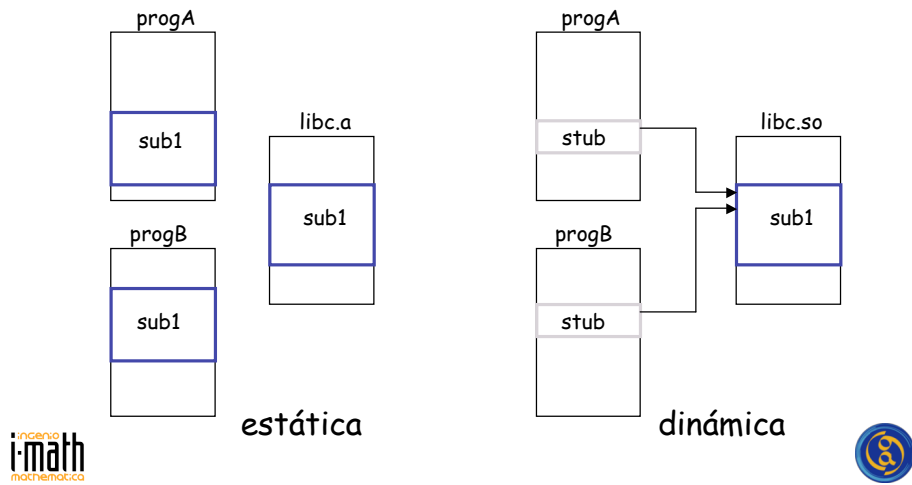 progA
sub1
libc.a
sub1
progB
sub1
estática
progA
stub
libc.so
sub1
progB
stub
dinámica
ingenio
i·math
mathematica